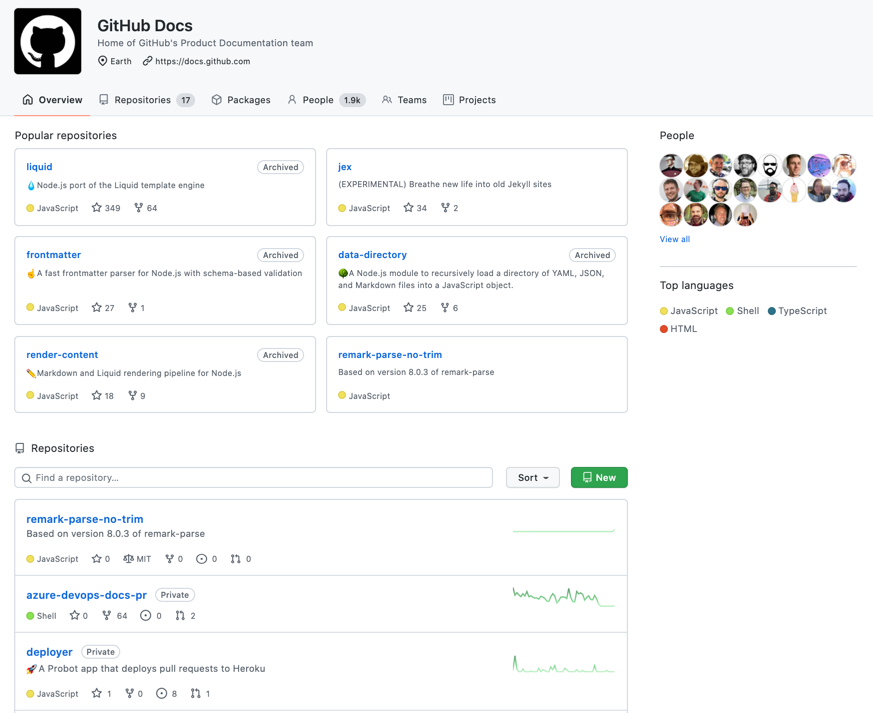 GitHub Docs
Home of GitHub's Product Documentation team
Earth https://docs.github.com
Overview Repositories 17 Packages People 1.9k Teams Projects
Popular repositories
liquid Archived
💧Node.js port of the Liquid template engine
JavaScript 349 64
jex
(EXPERIMENTAL) Breathe new life into old Jekyll sites
JavaScript 34 2
frontmatter Archived
☝️A fast frontmatter parser for Node.js with schema-based validation
JavaScript 27 1
data-directory Archived
🌳A Node.js module to recursively load a directory of YAML, JSON,
and Markdown files into a JavaScript object.
JavaScript 25 6
render-content Archived
✏️Markdown and Liquid rendering pipeline for Node.js
JavaScript 18 9
remark-parse-no-trim
Based on version 8.0.3 of remark-parse
JavaScript
Repositories
Find a repository... Sort New
remark-parse-no-trim
Based on version 8.0.3 of remark-parse
JavaScript 0 MIT 0 0 0
azure-devops-docs-pr Private
Shell 0 64 0 2
deployer Private
🚀A Probot app that deploys pull requests to Heroku
JavaScript 1 0 8 1
People
View all
Top languages
JavaScript Shell TypeScript
HTML